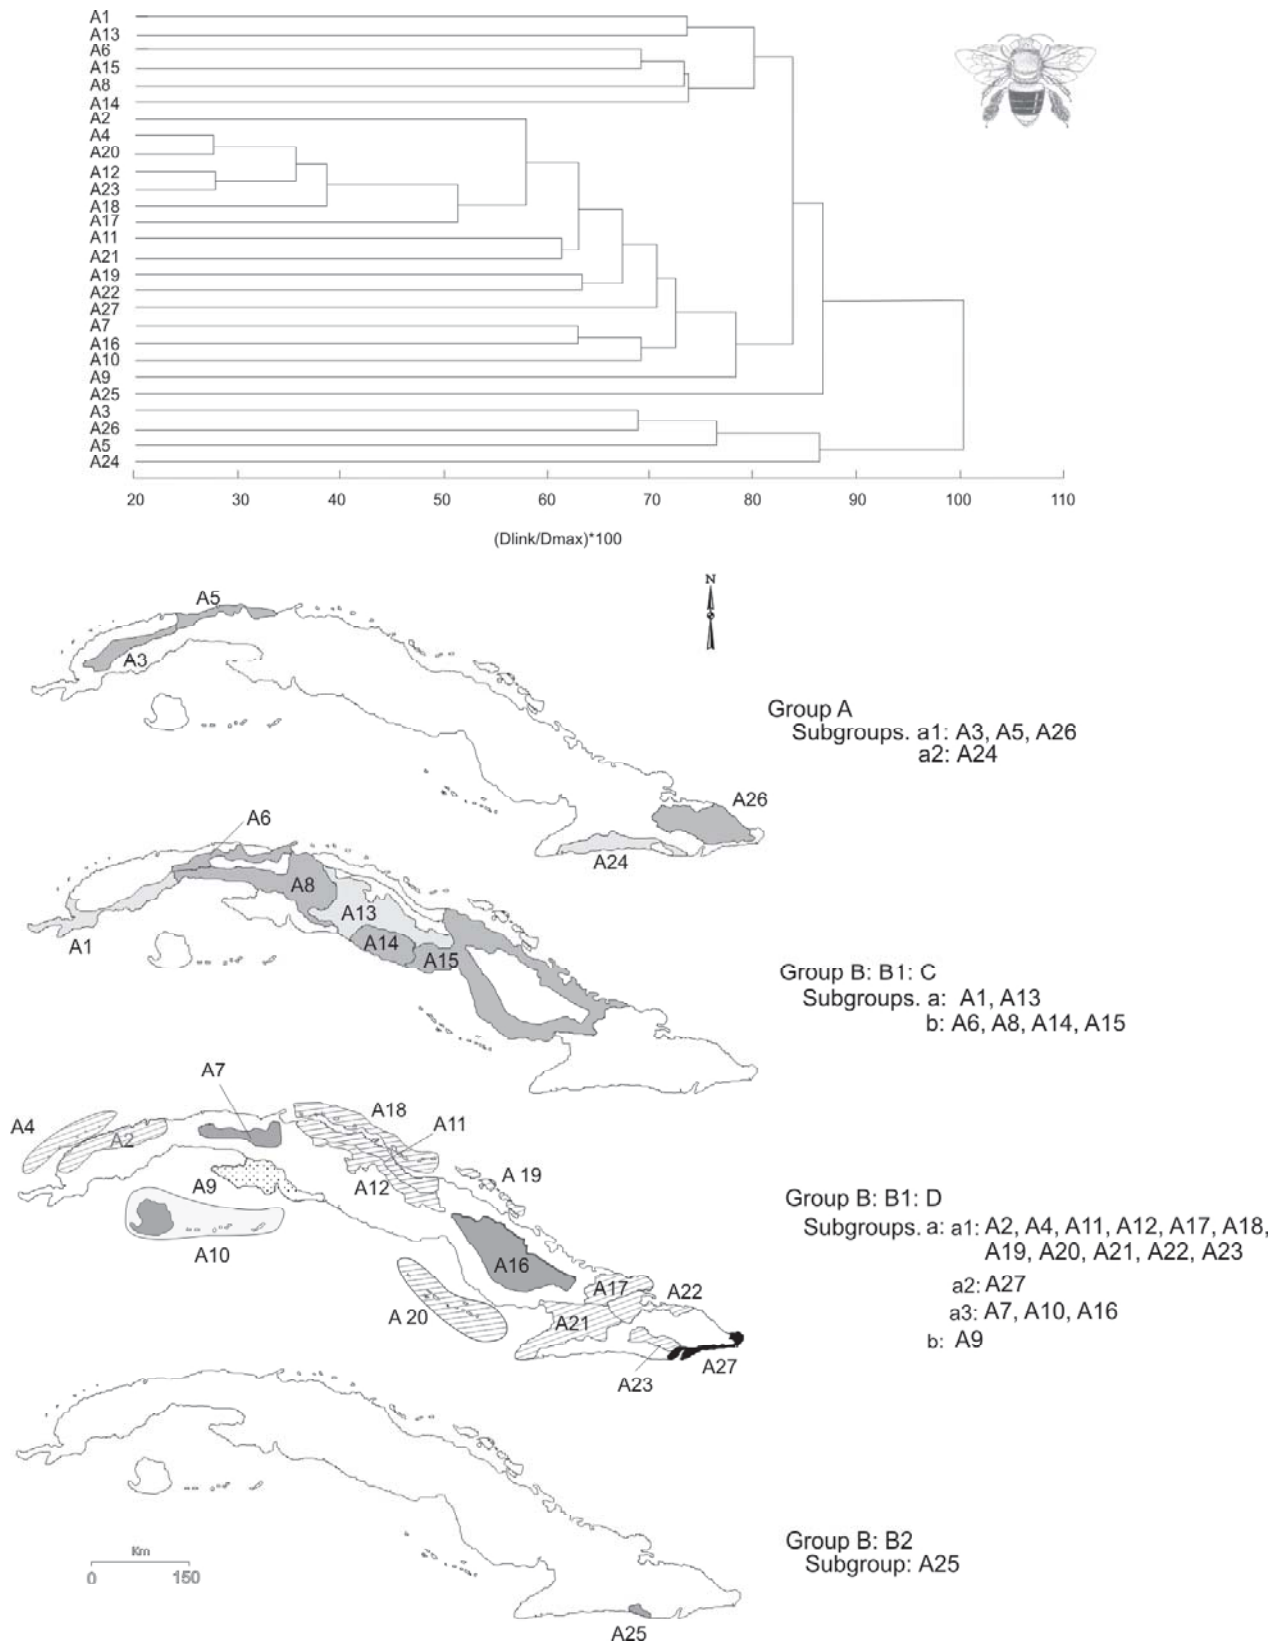 A1
A13
A6
A15
A8
A14
A2
A4
A20
A12
A23
A18
A17
A11
A21
A19
A22
A27
A7
A16
A10
A9
A25
A3
A26
A5
A24
20 30 40 50 60 70 80 90 100 110
(Dlink/Dmax)*100
N
A5
A3
A26
A24
Group A
Subgroups. a1: A3, A5, A26
a2: A24
A6
A8
A13
A1
A14
A15
Group B: B1: C
Subgroups. a: A1, A13
b: A6, A8, A14, A15
A7
A4
A2
A18
A11
A9
A12
A 19
A10
A16
A 20
A17
A22
A21
A23
A27
Group B: B1: D
Subgroups. a: a1: A2, A4, A11, A12, A17, A18,
A19, A20, A21, A22, A23
a2: A27
a3: A7, A10, A16
b: A9
Km
0 150
A25
Group B: B2
Subgroup: A25